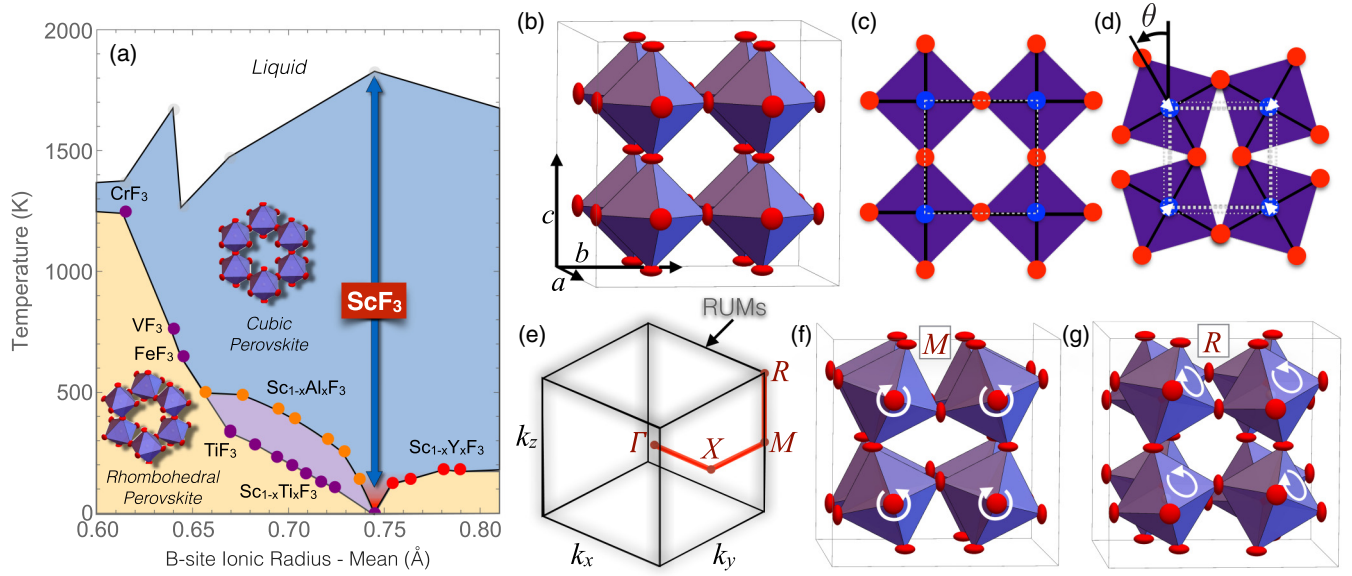 (a)
2000
1500
1000
500
0
Temperature (K)
Liquid
CrF₃
VF₃
FeF₃
Cubic
Perovskite
ScF₃
Sc₁₋ₓAlₓF₃
TiF₃
Sc₁₋ₓYₓF₃
Rhombohedral
Perovskite
Sc₁₋ₓTiₓF₃
0.60 0.65 0.70 0.75 0.80
B-site Ionic Radius - Mean (Å)
(b)
c
b
a
(c)
(d)
θ
(e)
RUMs
R
Γ
X
M
kz
kx
ky
(f)
M
(g)
R